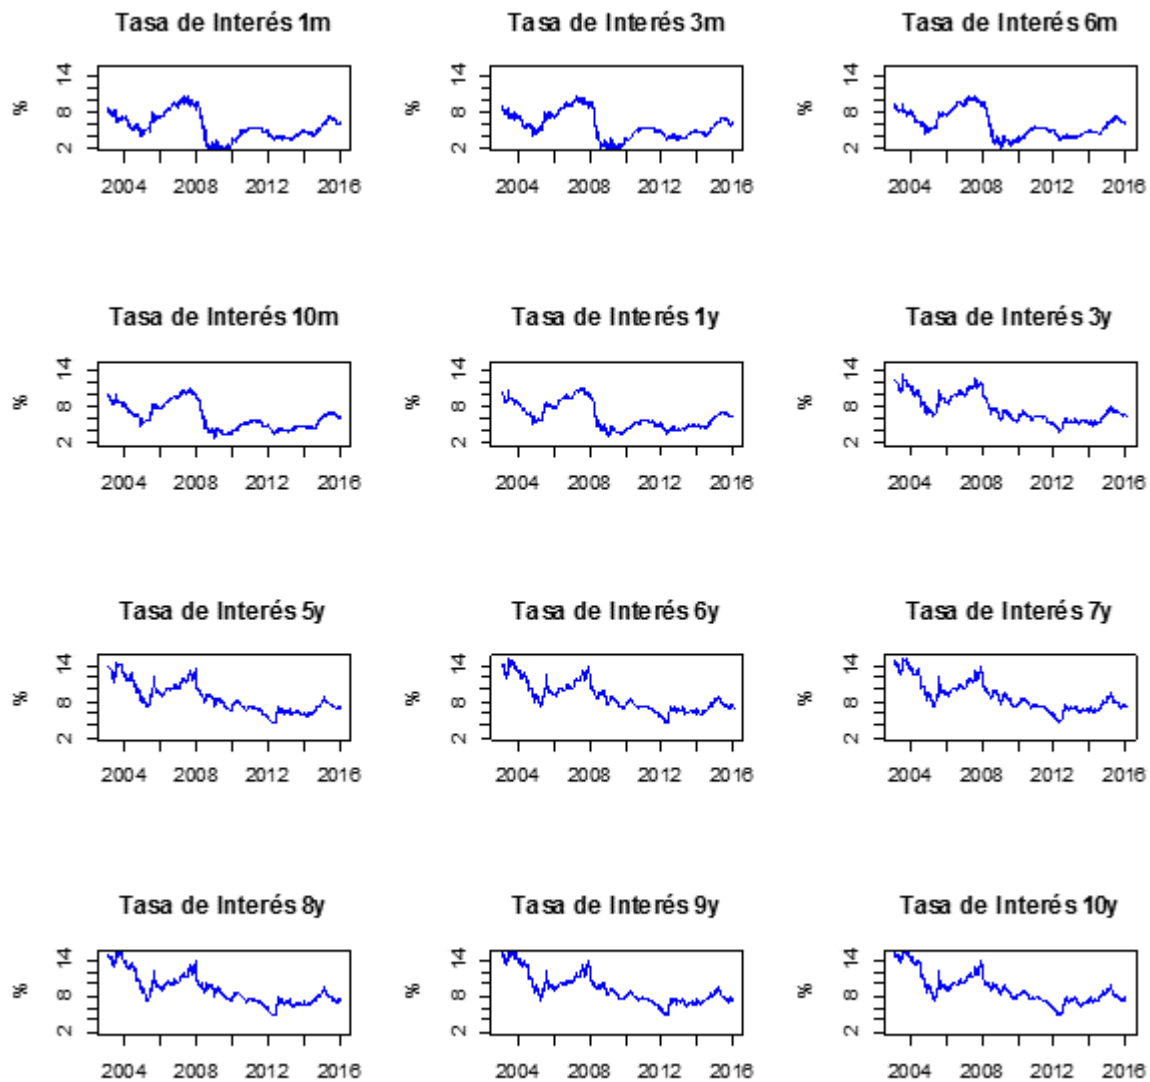 Tasa de Interés 1m Tasa de Interés 3m Tasa de Interés 6m
% 14 8 2 % 14 8 2 % 14 8 2
2004 2008 2012 2016 2004 2008 2012 2016 2004 2008 2012 2016
Tasa de Interés 10m Tasa de Interés 1y Tasa de Interés 3y
% 14 8 2 % 14 8 2 % 14 8 2
2004 2008 2012 2016 2004 2008 2012 2016 2004 2008 2012 2016
Tasa de Interés 5y Tasa de Interés 6y Tasa de Interés 7y
% 14 8 2 % 14 8 2 % 14 8 2
2004 2008 2012 2016 2004 2008 2012 2016 2004 2008 2012 2016
Tasa de Interés 8y Tasa de Interés 9y Tasa de Interés 10y
% 14 8 2 % 14 8 2 % 14 8 2
2004 2008 2012 2016 2004 2008 2012 2016 2004 2008 2012 2016